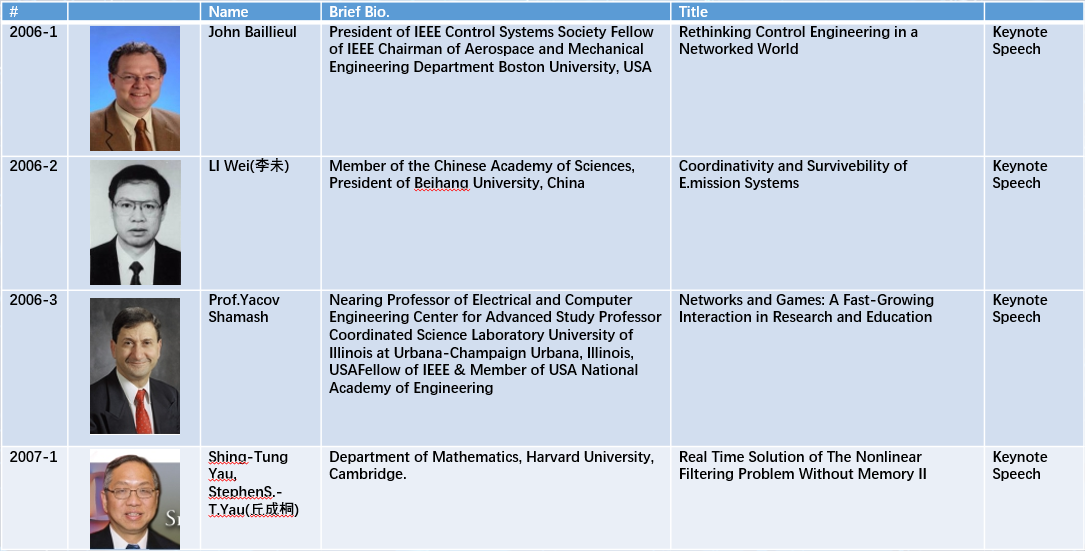 # Name Brief Bio. Title
2006-1 John Baillieul President of IEEE Control Systems Society Fellow Rethinking Control Engineering in a Keynote
of IEEE Chairman of Aerospace and Mechanical Networked World Speech
Engineering Department Boston University, USA
2006-2 LI Wei(李未) Member of the Chinese Academy of Sciences, Coordinativity and Survivebility of Keynote
President of Beihang University, China E.mission Systems Speech
2006-3 Prof.Yacov Nearing Professor of Electrical and Computer Networks and Games: A Fast-Growing Keynote
Shamash Engineering Center for Advanced Study Professor Interaction in Research and Education Speech
Coordinated Science Laboratory University of
Illinois at Urbana-Champaign Urbana, Illinois,
USAFellow of IEEE & Member of USA National
Academy of Engineering
2007-1 Shing-Tung Department of Mathematics, Harvard University, Real Time Solution of The Nonlinear Keynote
Yau, Cambridge. Filtering Problem Without Memory II Speech
StephenS.-
T.Yau(丘成桐)